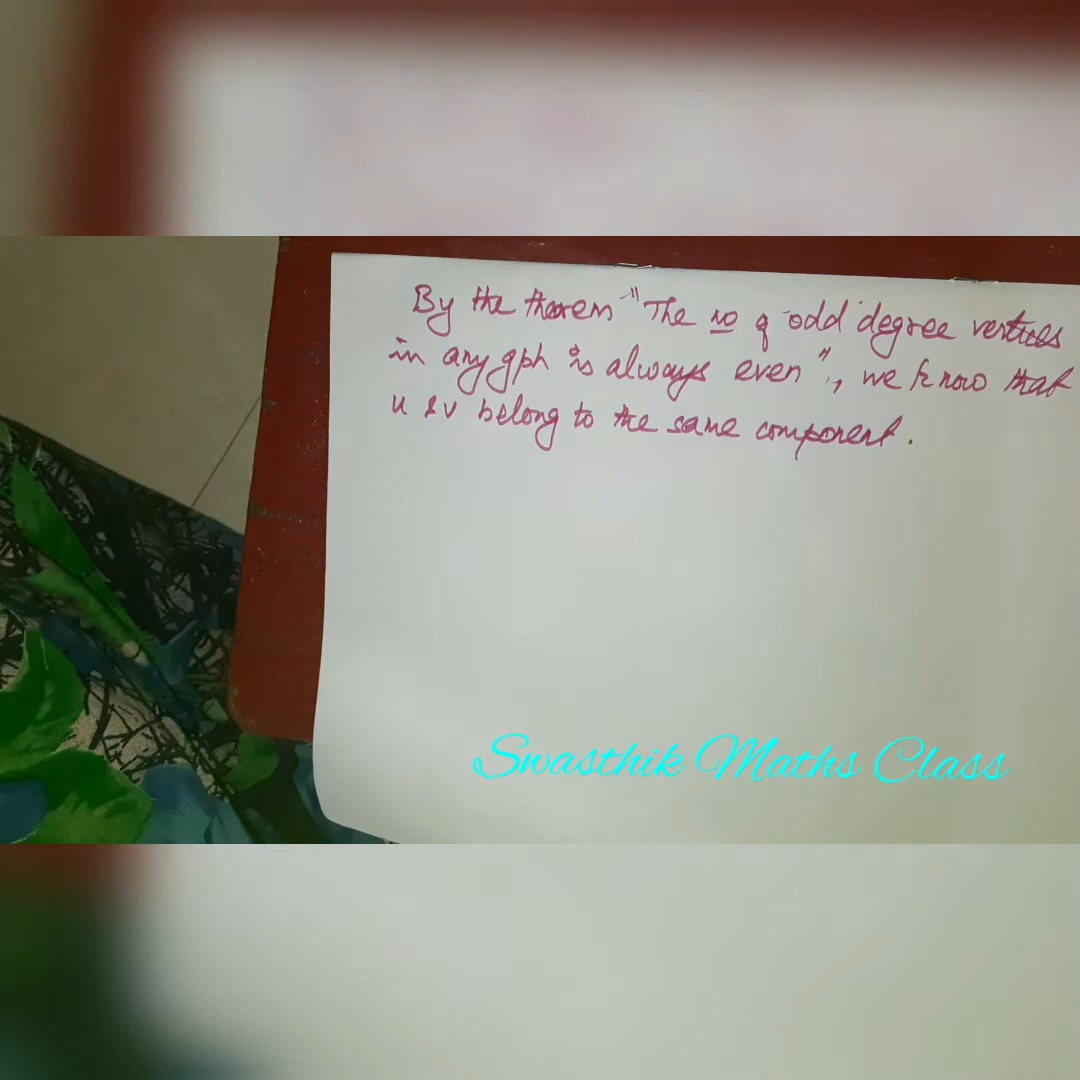 By the theorem "The no of odd degree vertices
in any gph is always even", we know that
u & v belong to the same component.
Swasthik Maths Class